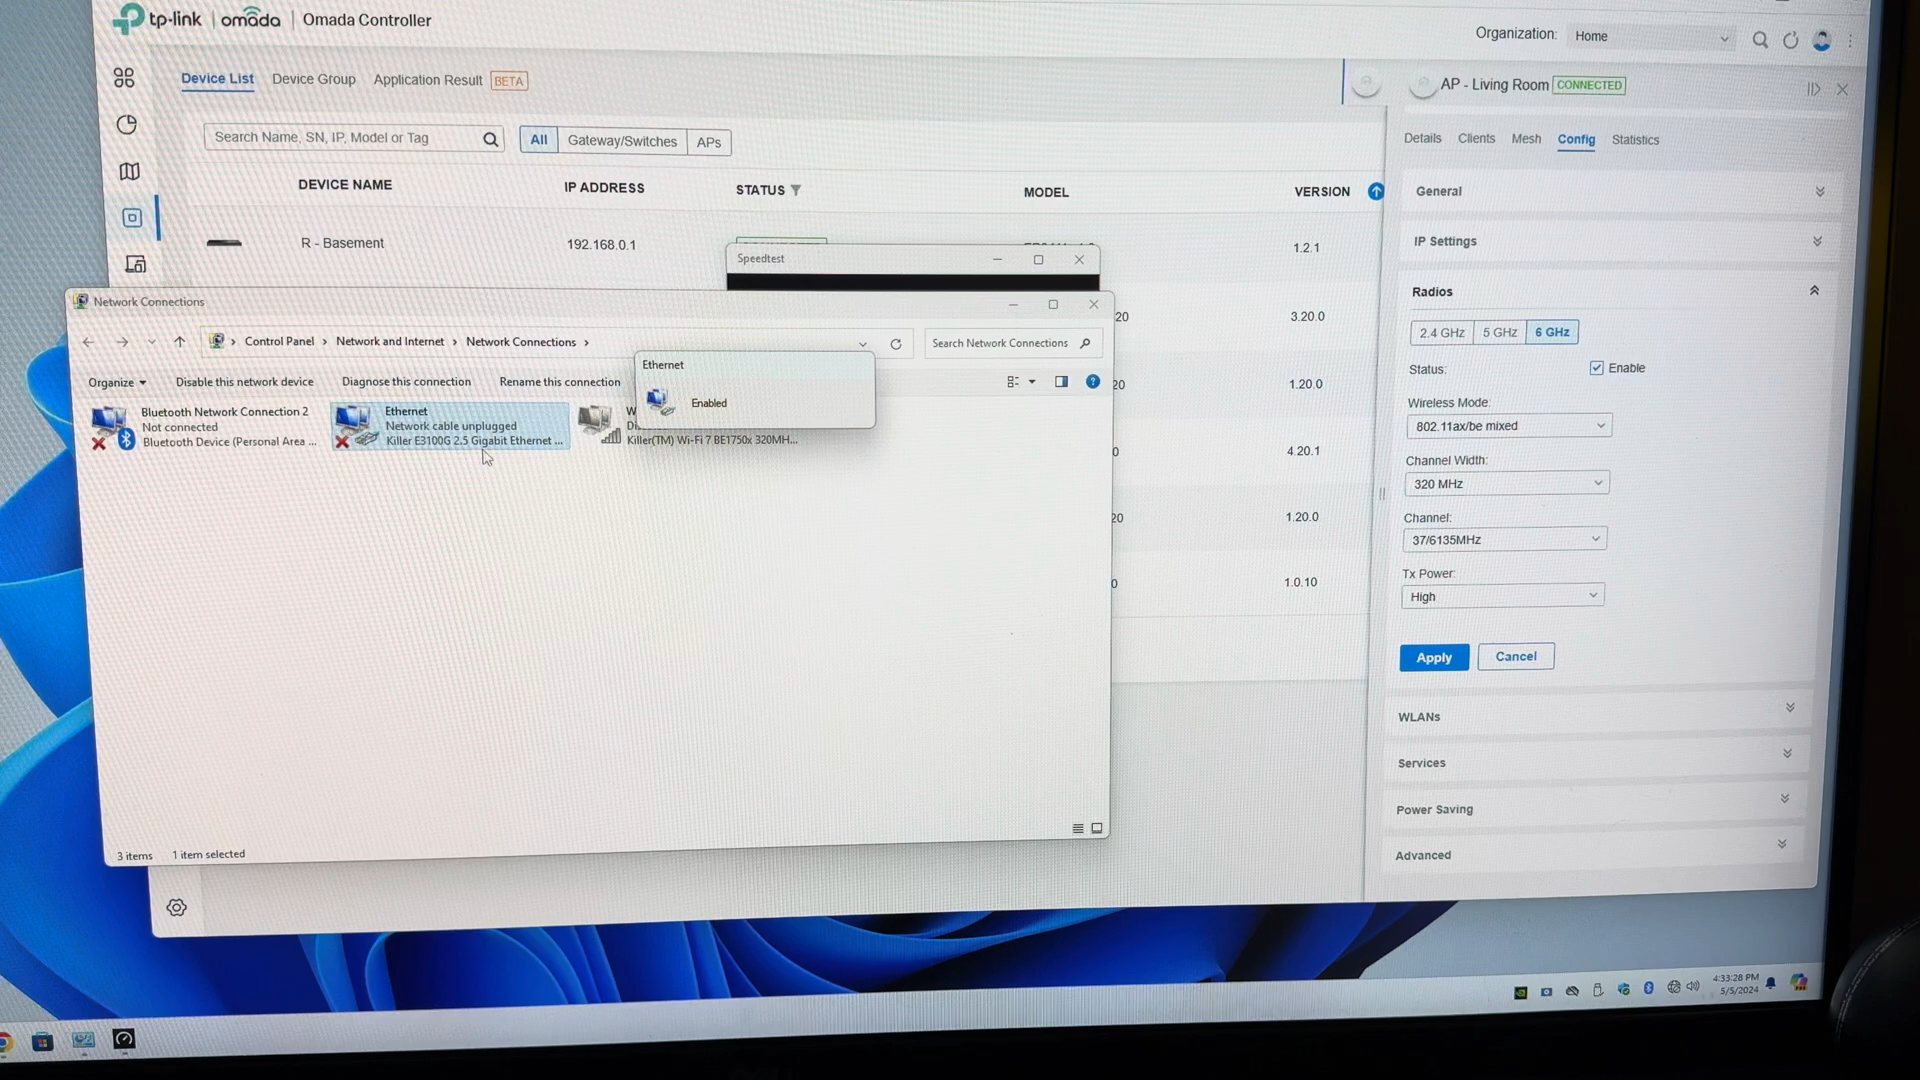 tp-link | omada | Omada Controller
Organization: Home
Device List Device Group Application Result BETA
Search Name, SN, IP, Model or Tag
All Gateway/Switches APs
DEVICE NAME IP ADDRESS STATUS MODEL VERSION
R - Basement 192.168.0.1 1.2.1
20 3.20.0
20 1.20.0
0 4.20.1
20 1.20.0
0 1.0.10
Speedtest
Network Connections
Control Panel > Network and Internet > Network Connections >
Search Network Connections
Organize Disable this network device Diagnose this connection Rename this connection
Ethernet
Enabled
Bluetooth Network Connection 2
Not connected
Bluetooth Device (Personal Area ...
Ethernet
Network cable unplugged
Killer E3100G 2.5 Gigabit Ethernet ...
Killer(TM) Wi-Fi 7 BE1750x 320MH...
3 items 1 item selected
AP - Living Room CONNECTED
Details Clients Mesh Config Statistics
General
IP Settings
Radios
2.4 GHz 5 GHz 6 GHz
Status: Enable
Wireless Mode:
802.11ax/be mixed
Channel Width:
320 MHz
Channel:
37/6135MHz
Tx Power:
High
Apply Cancel
WLANs
Services
Power Saving
Advanced
4:33:28 PM
5/5/2024